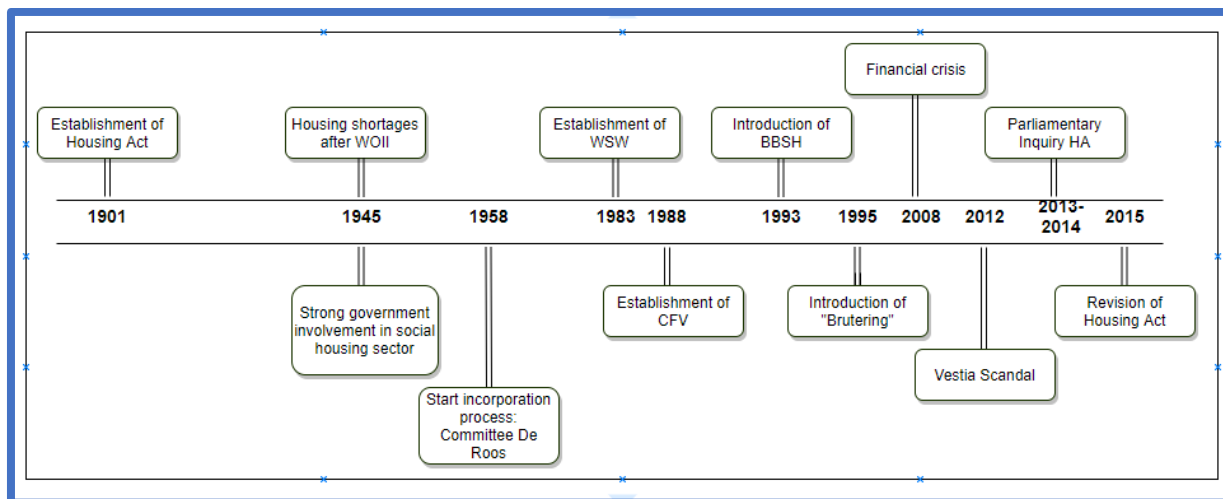 Financial crisis
Establishment of
Housing Act
Housing shortages
after WOII
Establishment of
WSW
Introduction of
BBSH
Parliamentary
Inquiry HA
1901 1945 1958 1983 1988 1993 1995 2008 2012 2013-
2014 2015
Strong government
involvement in social
housing sector
Establishment of
CFV
Introduction of
"Brutering"
Revision of
Housing Act
Vestia Scandal
Start incorporation
process:
Committee De
Roos